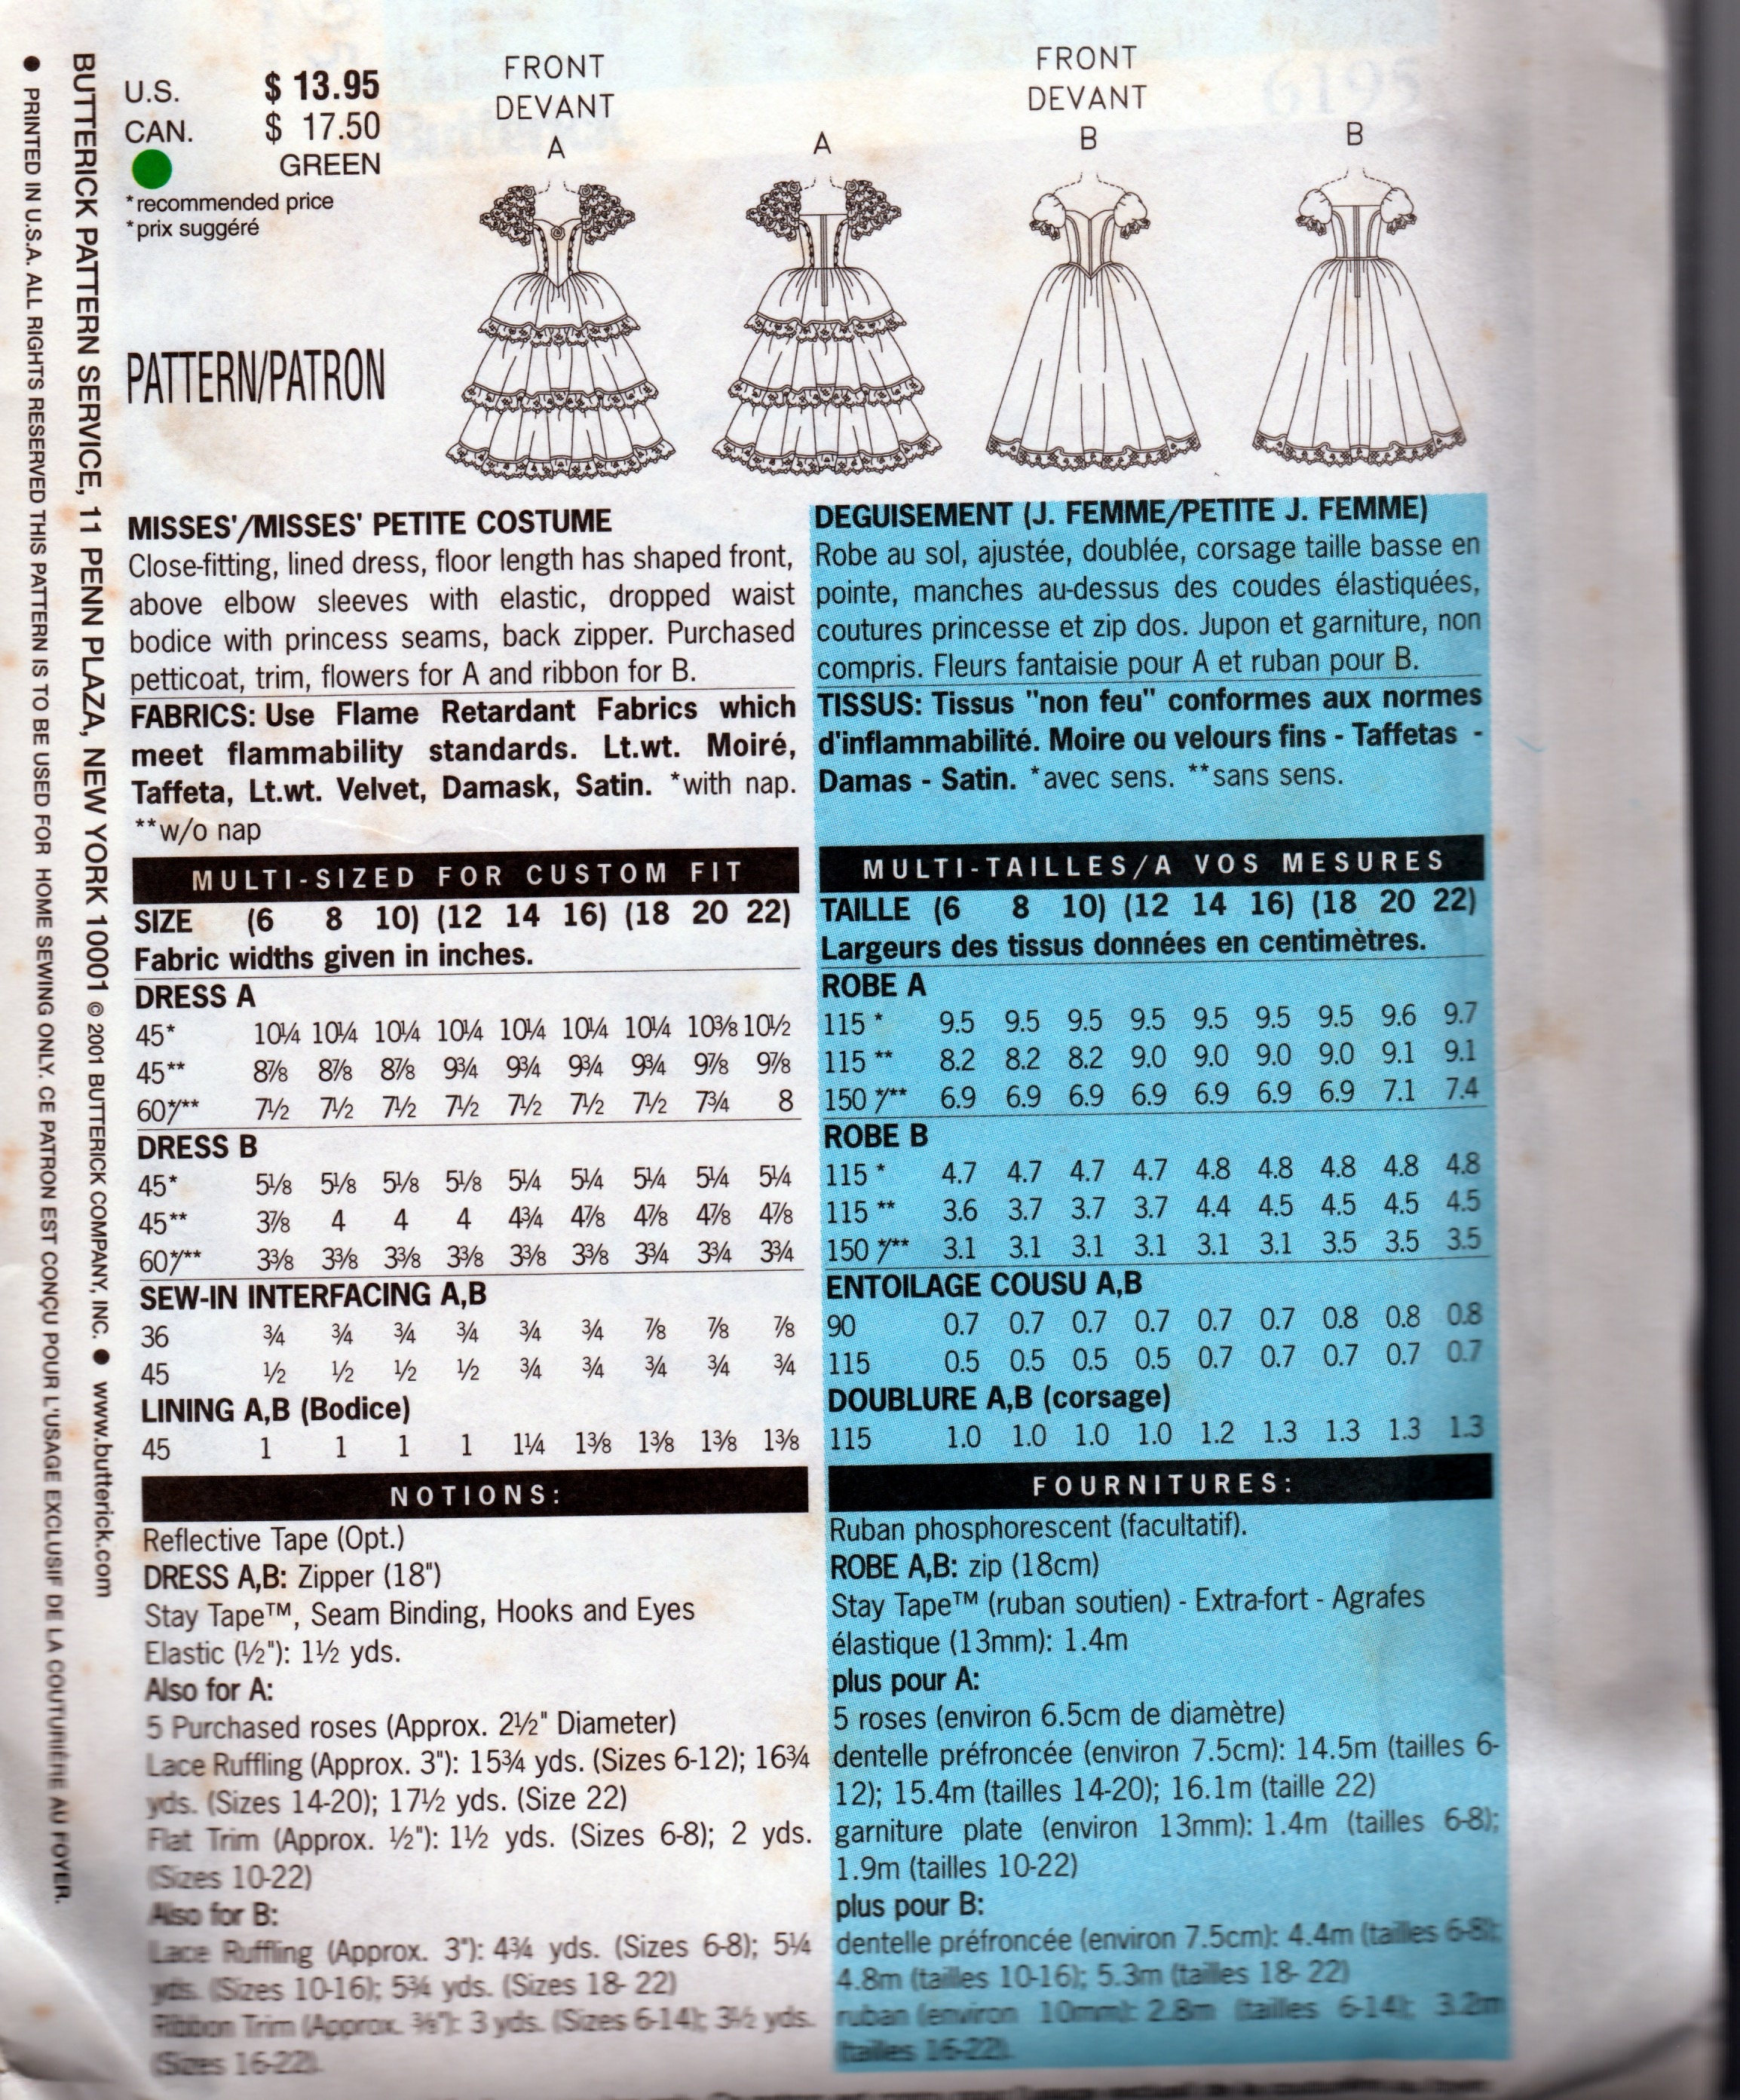 U.S. $ 13.95
CAN. $ 17.50
GREEN
*recommended price
*prix suggéré
FRONT
DEVANT
A
A
FRONT
DEVANT
B
B
6195
PATTERN/PATRON
BUTTERICK PATTERN SERVICE, 11 PENN PLAZA, NEW YORK 10001 © 2001 BUTTERICK COMPANY, INC. ● www.butterick.com
● PRINTED IN U.S.A. ALL RIGHTS RESERVED THIS PATTERN IS TO BE USED FOR HOME SEWING ONLY. CE PATRON EST CONÇU POUR L'USAGE EXCLUSIF DE LA COUTURIÈRE AU FOYER.
MISSES'/MISSES' PETITE COSTUME
Close-fitting, lined dress, floor length has shaped front,
above elbow sleeves with elastic, dropped waist
bodice with princess seams, back zipper. Purchased
petticoat, trim, flowers for A and ribbon for B.
FABRICS: Use Flame Retardant Fabrics which
meet flammability standards. Lt.wt. Moiré,
Taffeta, Lt.wt. Velvet, Damask, Satin. *with nap.
**w/o nap
MULTI-SIZED FOR CUSTOM FIT
SIZE (6 8 10) (12 14 16) (18 20 22)
Fabric widths given in inches.
DRESS A
45* 10¼ 10¼ 10¼ 10¼ 10¼ 10¼ 10¼ 10⅜ 10½
45** 8⅞ 8⅞ 8⅞ 9¾ 9¾ 9¾ 9¾ 9⅞ 9⅞
60*/** 7½ 7½ 7½ 7½ 7½ 7½ 7½ 7¾ 8
DRESS B
45* 5⅛ 5⅛ 5⅛ 5⅛ 5¼ 5¼ 5¼ 5¼ 5¼
45** 3⅞ 4 4 4 4¾ 4⅞ 4⅞ 4⅞ 4⅞
60*/** 3⅜ 3⅜ 3⅜ 3⅜ 3⅜ 3⅜ 3¾ 3¾ 3¾
SEW-IN INTERFACING A,B
36 ¾ ¾ ¾ ¾ ¾ ¾ ⅞ ⅞ ⅞
45 ½ ½ ½ ½ ¾ ¾ ¾ ¾ ¾
LINING A,B (Bodice)
45 1 1 1 1 1¼ 1⅜ 1⅜ 1⅜ 1⅜
NOTIONS:
Reflective Tape (Opt.)
DRESS A,B: Zipper (18")
Stay Tape™, Seam Binding, Hooks and Eyes
Elastic (½"): 1½ yds.
Also for A:
5 Purchased roses (Approx. 2½" Diameter)
Lace Ruffling (Approx. 3"): 15¾ yds. (Sizes 6-12); 16¾
yds. (Sizes 14-20); 17½ yds. (Size 22)
Flat Trim (Approx. ½"): 1½ yds. (Sizes 6-8); 2 yds.
(Sizes 10-22)
Also for B:
Lace Ruffling (Approx. 3"): 4¾ yds. (Sizes 6-8); 5¼
yds. (Sizes 10-16); 5¾ yds. (Sizes 18- 22)
Ribbon Trim (Approx. ⅜"): 3 yds. (Sizes 6-14); 3½ yds.
(Sizes 16-22).
DEGUISEMENT (J. FEMME/PETITE J. FEMME)
Robe au sol, ajustée, doublée, corsage taille basse en
pointe, manches au-dessus des coudes élastiquées,
coutures princesse et zip dos. Jupon et garniture, non
compris. Fleurs fantaisie pour A et ruban pour B.
TISSUS: Tissus "non feu" conformes aux normes
d'inflammabilité. Moire ou velours fins - Taffetas -
Damas - Satin. *avec sens. **sans sens.
MULTI-TAILLES/A VOS MESURES
TAILLE (6 8 10) (12 14 16) (18 20 22)
Largeurs des tissus données en centimètres.
ROBE A
115 * 9.5 9.5 9.5 9.5 9.5 9.5 9.5 9.6 9.7
115 ** 8.2 8.2 8.2 9.0 9.0 9.0 9.0 9.1 9.1
150 */** 6.9 6.9 6.9 6.9 6.9 6.9 6.9 7.1 7.4
ROBE B
115 * 4.7 4.7 4.7 4.7 4.8 4.8 4.8 4.8 4.8
115 ** 3.6 3.7 3.7 3.7 4.4 4.5 4.5 4.5 4.5
150 */** 3.1 3.1 3.1 3.1 3.1 3.1 3.5 3.5 3.5
ENTOILAGE COUSU A,B
90 0.7 0.7 0.7 0.7 0.7 0.7 0.8 0.8 0.8
115 0.5 0.5 0.5 0.5 0.7 0.7 0.7 0.7 0.7
DOUBLURE A,B (corsage)
115 1.0 1.0 1.0 1.0 1.2 1.3 1.3 1.3 1.3
FOURNITURES:
Ruban phosphorescent (facultatif).
ROBE A,B: zip (18cm)
Stay Tape™ (ruban soutien) - Extra-fort - Agrafes
élastique (13mm): 1.4m
plus pour A:
5 roses (environ 6.5cm de diamètre)
dentelle préfroncée (environ 7.5cm): 14.5m (tailles 6-
12); 15.4m (tailles 14-20); 16.1m (taille 22)
garniture plate (environ 13mm): 1.4m (tailles 6-8);
1.9m (tailles 10-22)
plus pour B:
dentelle préfroncée (environ 7.5cm): 4.4m (tailles 6-8);
4.8m (tailles 10-16); 5.3m (tailles 18- 22)
ruban (environ 10mm): 2.8m (tailles 6-14); 3.2m
(tailles 16-22).